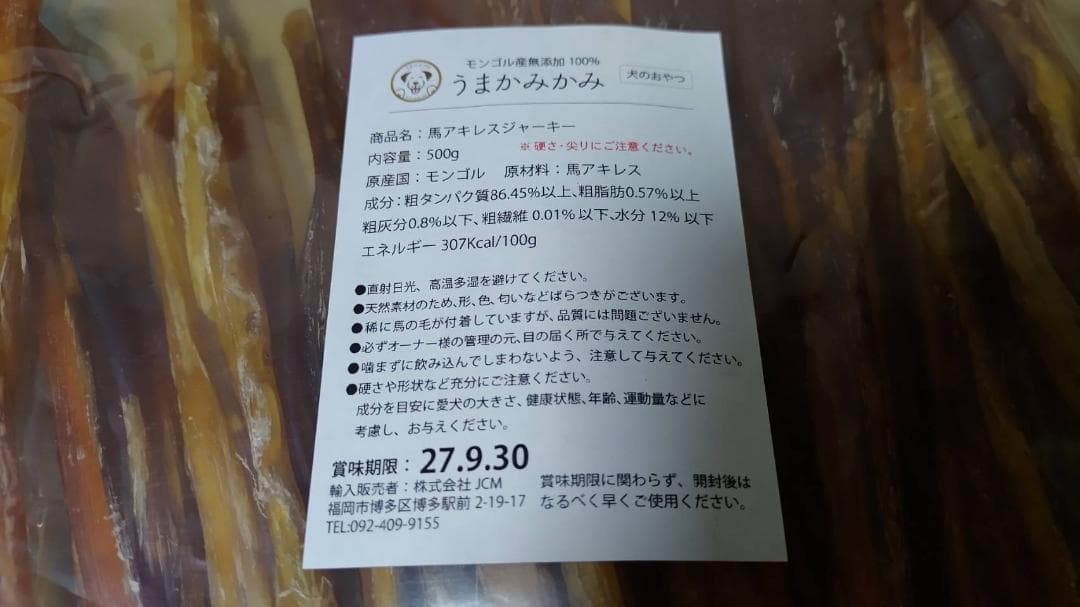 モンゴル産無添加 100%
うまかみかみ
犬のおやつ
商品名：馬アキレスジャーキー
内容量：500g
※ 硬さ・尖りにご注意ください。
原産国：モンゴル 原材料：馬アキレス
成分：粗タンパク質86.45%以上、粗脂肪0.57%以上
粗灰分0.8%以下、粗繊維 0.01% 以下、水分 12% 以下
エネルギー 307Kcal/100g
●直射日光、高温多湿を避けてください。
●天然素材のため、形、色、匂いなどばらつきがございます。
●稀に馬の毛が付着していますが、品質には問題ございません。
●必ずオーナー様の管理の元、目の届く所で与えてください。
●噛まずに飲み込んでしまわないよう、注意して与えてください。
●硬さや形状など充分にご注意ください。
成分を目安に愛犬の大きさ、健康状態、年齢、運動量などに
考慮し、お与えください。
賞味期限：27.9.30
輸入販売者：株式会社 JCM
福岡市博多区博多駅前 2-19-17
TEL:092-409-9155
賞味期限に関わらず、開封後は
なるべく早くご使用ください。